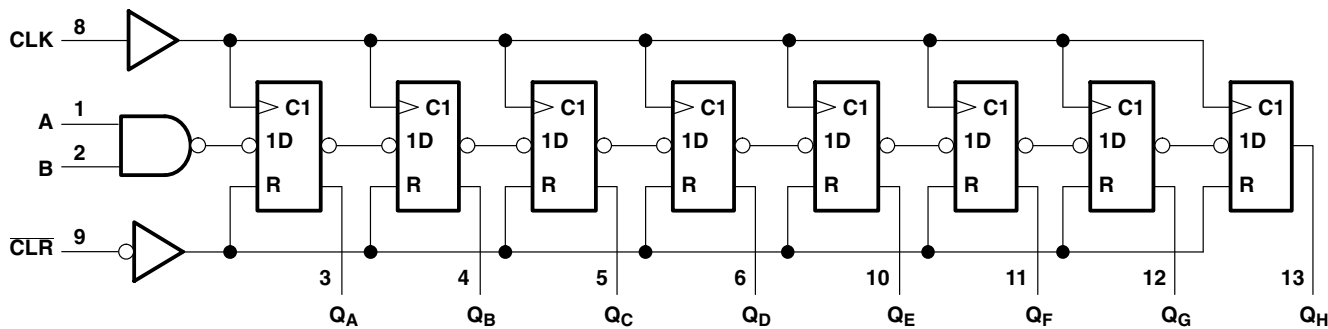 CLK 8
C1 C1 C1 C1 C1 C1 C1 C1
A 1
1D 1D 1D 1D 1D 1D 1D 1D
B 2
R R R R R R R R
CLR 9
3 4 5 6 10 11 12 13
QA QB QC QD QE QF QG QH